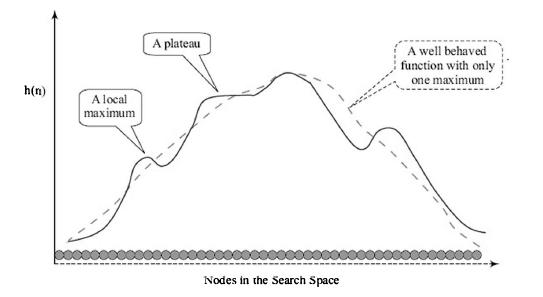 A plateau
A well behaved
function with only
one maximum
h(n)
A local
maximum
Nodes in the Search Space